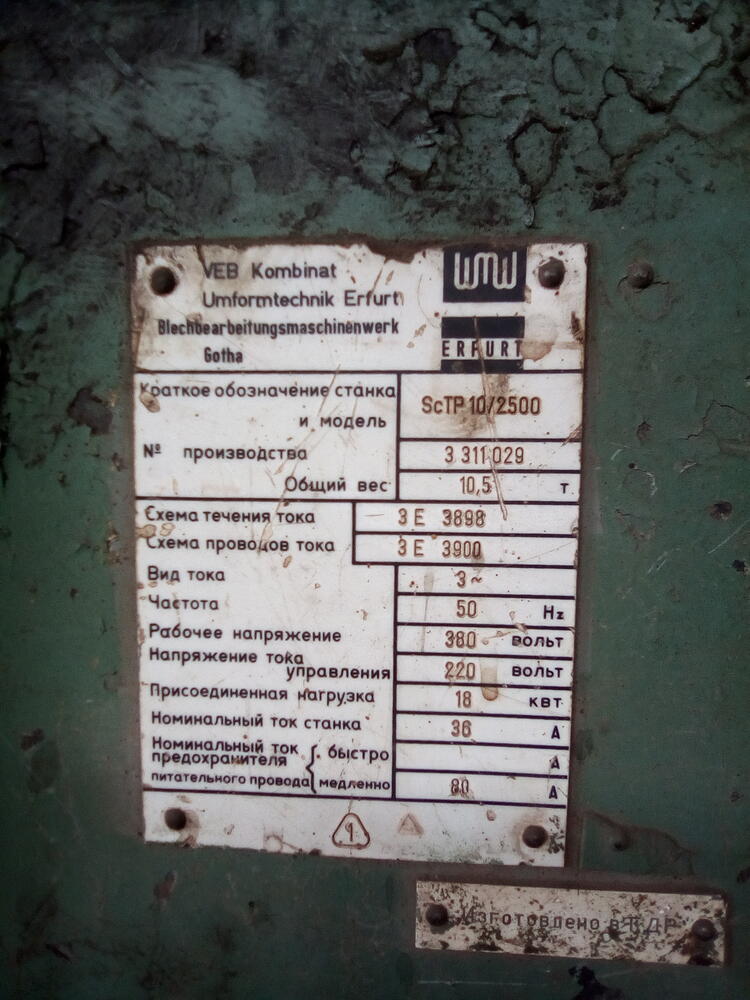 VEB Kombinat
Umformtechnik Erfurt
Blechbearbeitungsmaschinenwerk
Gotha
WMW
ERFURT
Краткое обозначение станка
и модель
ScTP 10/2500
№ производства 3 311 029
Общий вес 10,5 т
Схема течения тока 3 E 3898
Схема проводов тока 3 E 3900
Вид тока 3~
Частота 50 Hz
Рабочее напряжение 380 вольт
Напряжение тока
управления 220 вольт
Присоединенная нагрузка 18 квт
Номинальный ток станка 36 А
Номинальный ток
предохранителя { быстро А
питательного провода медленно 80 А
1
Изготовлено в ГДР